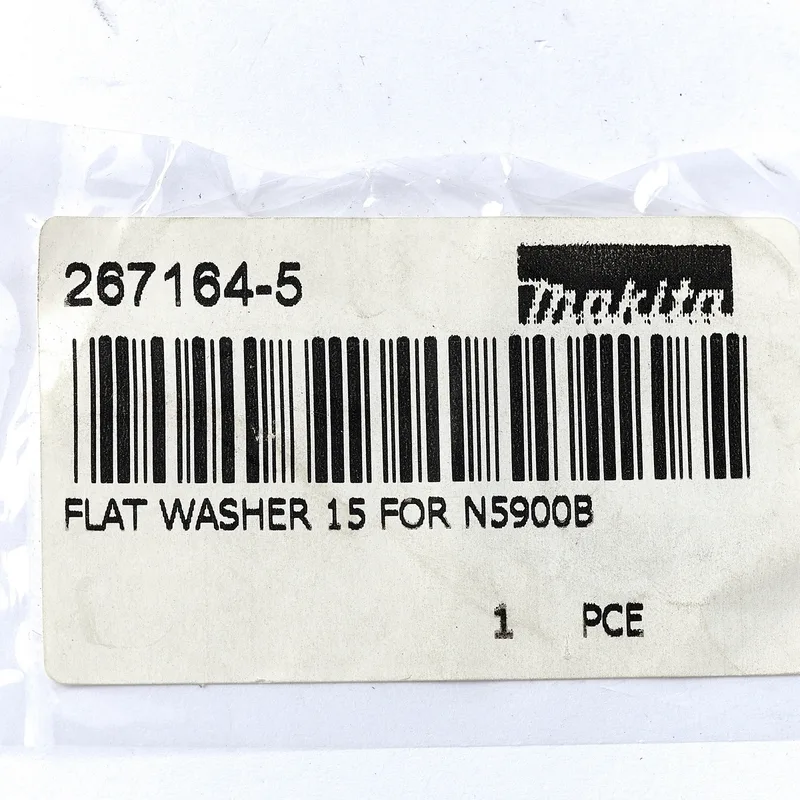 267164-5
makita
FLAT WASHER 15 FOR N5900B
1 PCE